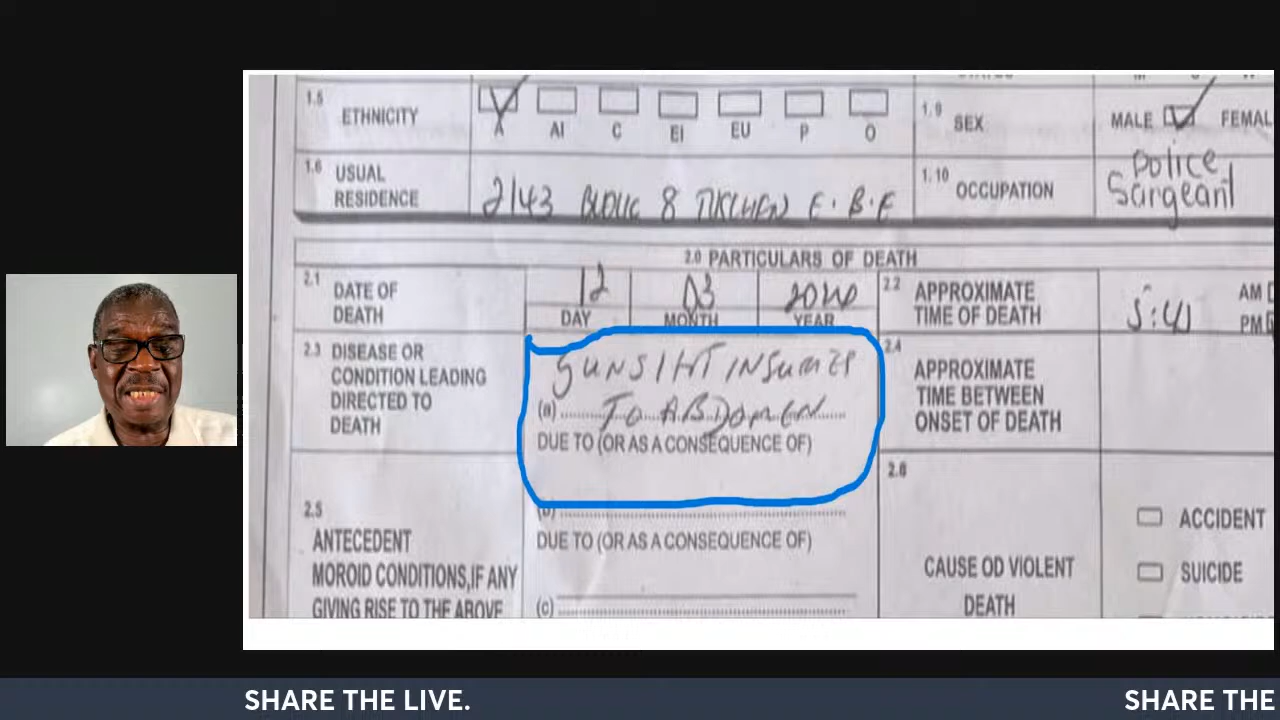 1.5 ETHNICITY A AI C EI EU P O
1.9 SEX MALE FEMAL
1.6 USUAL RESIDENCE 2143 8 E.B.E
1.10 OCCUPATION Police Sargeant
2.0 PARTICULARS OF DEATH
2.1 DATE OF DEATH 12 03
DAY MONTH YEAR
2.2 APPROXIMATE TIME OF DEATH 5:41 AM PM
2.3 DISEASE OR CONDITION LEADING DIRECTED TO DEATH
(a) TO ABDOMEN
DUE TO (OR AS A CONSEQUENCE OF)
2.4 APPROXIMATE TIME BETWEEN ONSET OF DEATH
2.5 ANTECEDENT MOROID CONDITIONS,IF ANY GIVING RISE TO THE ABOVE
(b)
DUE TO (OR AS A CONSEQUENCE OF)
(c)
2.6 CAUSE OD VIOLENT DEATH
ACCIDENT
SUICIDE
SHARE THE LIVE.
SHARE THE